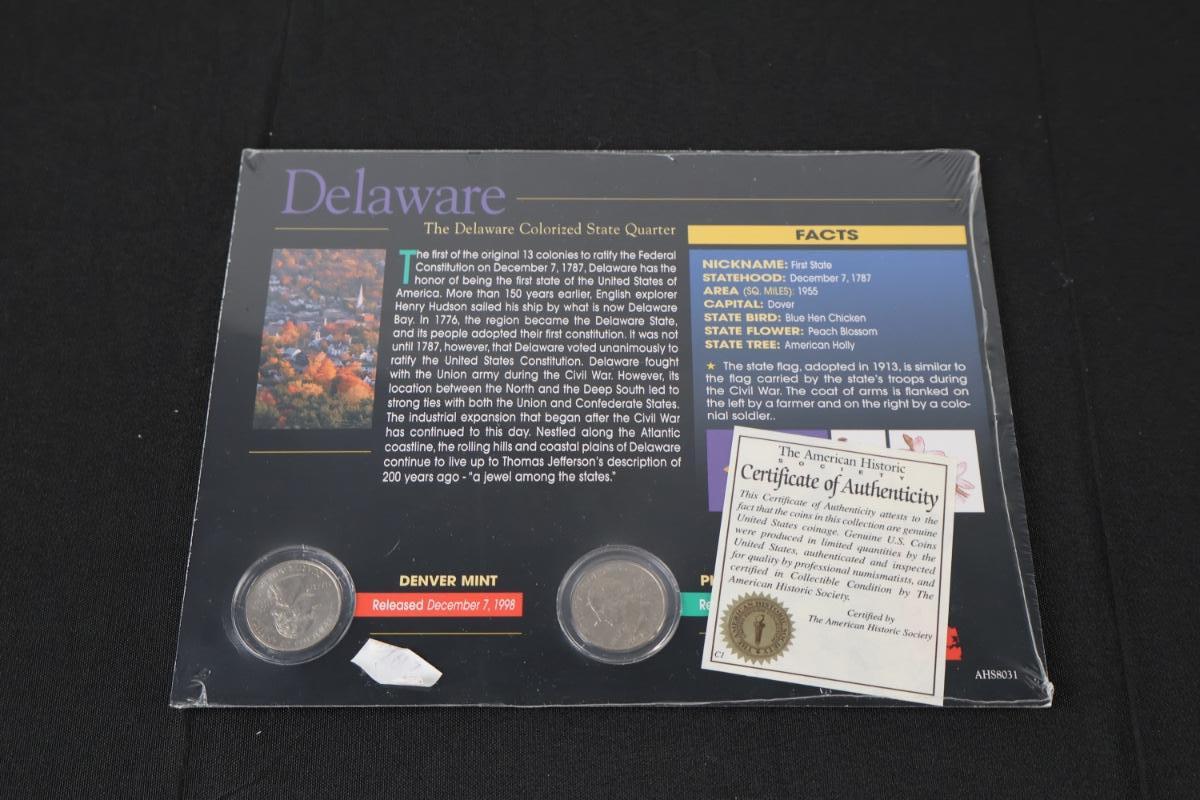 Delaware
The Delaware Colorized State Quarter
The first of the original 13 colonies to ratify the Federal
Constitution on December 7, 1787, Delaware has the
honor of being the first state of the United States of
America. More than 150 years earlier, English explorer
Henry Hudson sailed his ship by what is now Delaware
Bay. In 1776, the region became the Delaware State,
and its people adopted their first constitution. It was not
until 1787, however, that Delaware voted unanimously to
ratify the United States Constitution. Delaware fought
with the Union army during the Civil War. However, its
location between the North and the Deep South led to
strong ties with both the Union and Confederate States.
The industrial expansion that began after the Civil War
has continued to this day. Nestled along the Atlantic
coastline, the rolling hills and coastal plains of Delaware
continue to live up to Thomas Jefferson's description of
200 years ago - "a jewel among the states."
FACTS
NICKNAME: First State
STATEHOOD: December 7, 1787
AREA (SQ. MILES): 1955
CAPITAL: Dover
STATE BIRD: Blue Hen Chicken
STATE FLOWER: Peach Blossom
STATE TREE: American Holly
★ The state flag, adopted in 1913, is similar to
the flag carried by the state's troops during
the Civil War. The coat of arms is flanked on
the left by a farmer and on the right by a colo-
nial soldier..
The American Historic
SOCIETY
Certificate of Authenticity
This Certificate of Authenticity attests to the
fact that the coins in this collection are genuine
United States coinage. Genuine U.S. Coins
were produced in limited quantities by the
United States, authenticated and inspected
for quality by professional numismatists, and
certified in Collectible Condition by The
American Historic Society.
Certified by
The American Historic Society
C1
DENVER MINT
Released December 7, 1998
AHS8031